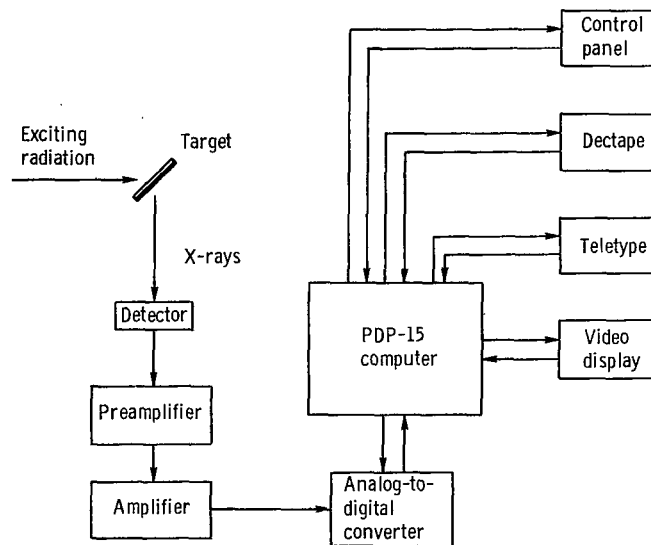 Control
panel
Exciting
radiation
Target
Dectape
X-rays
Teletype
Detector
PDP-15
computer
Video
display
Preamplifier
Amplifier
Analog-to-
digital
converter